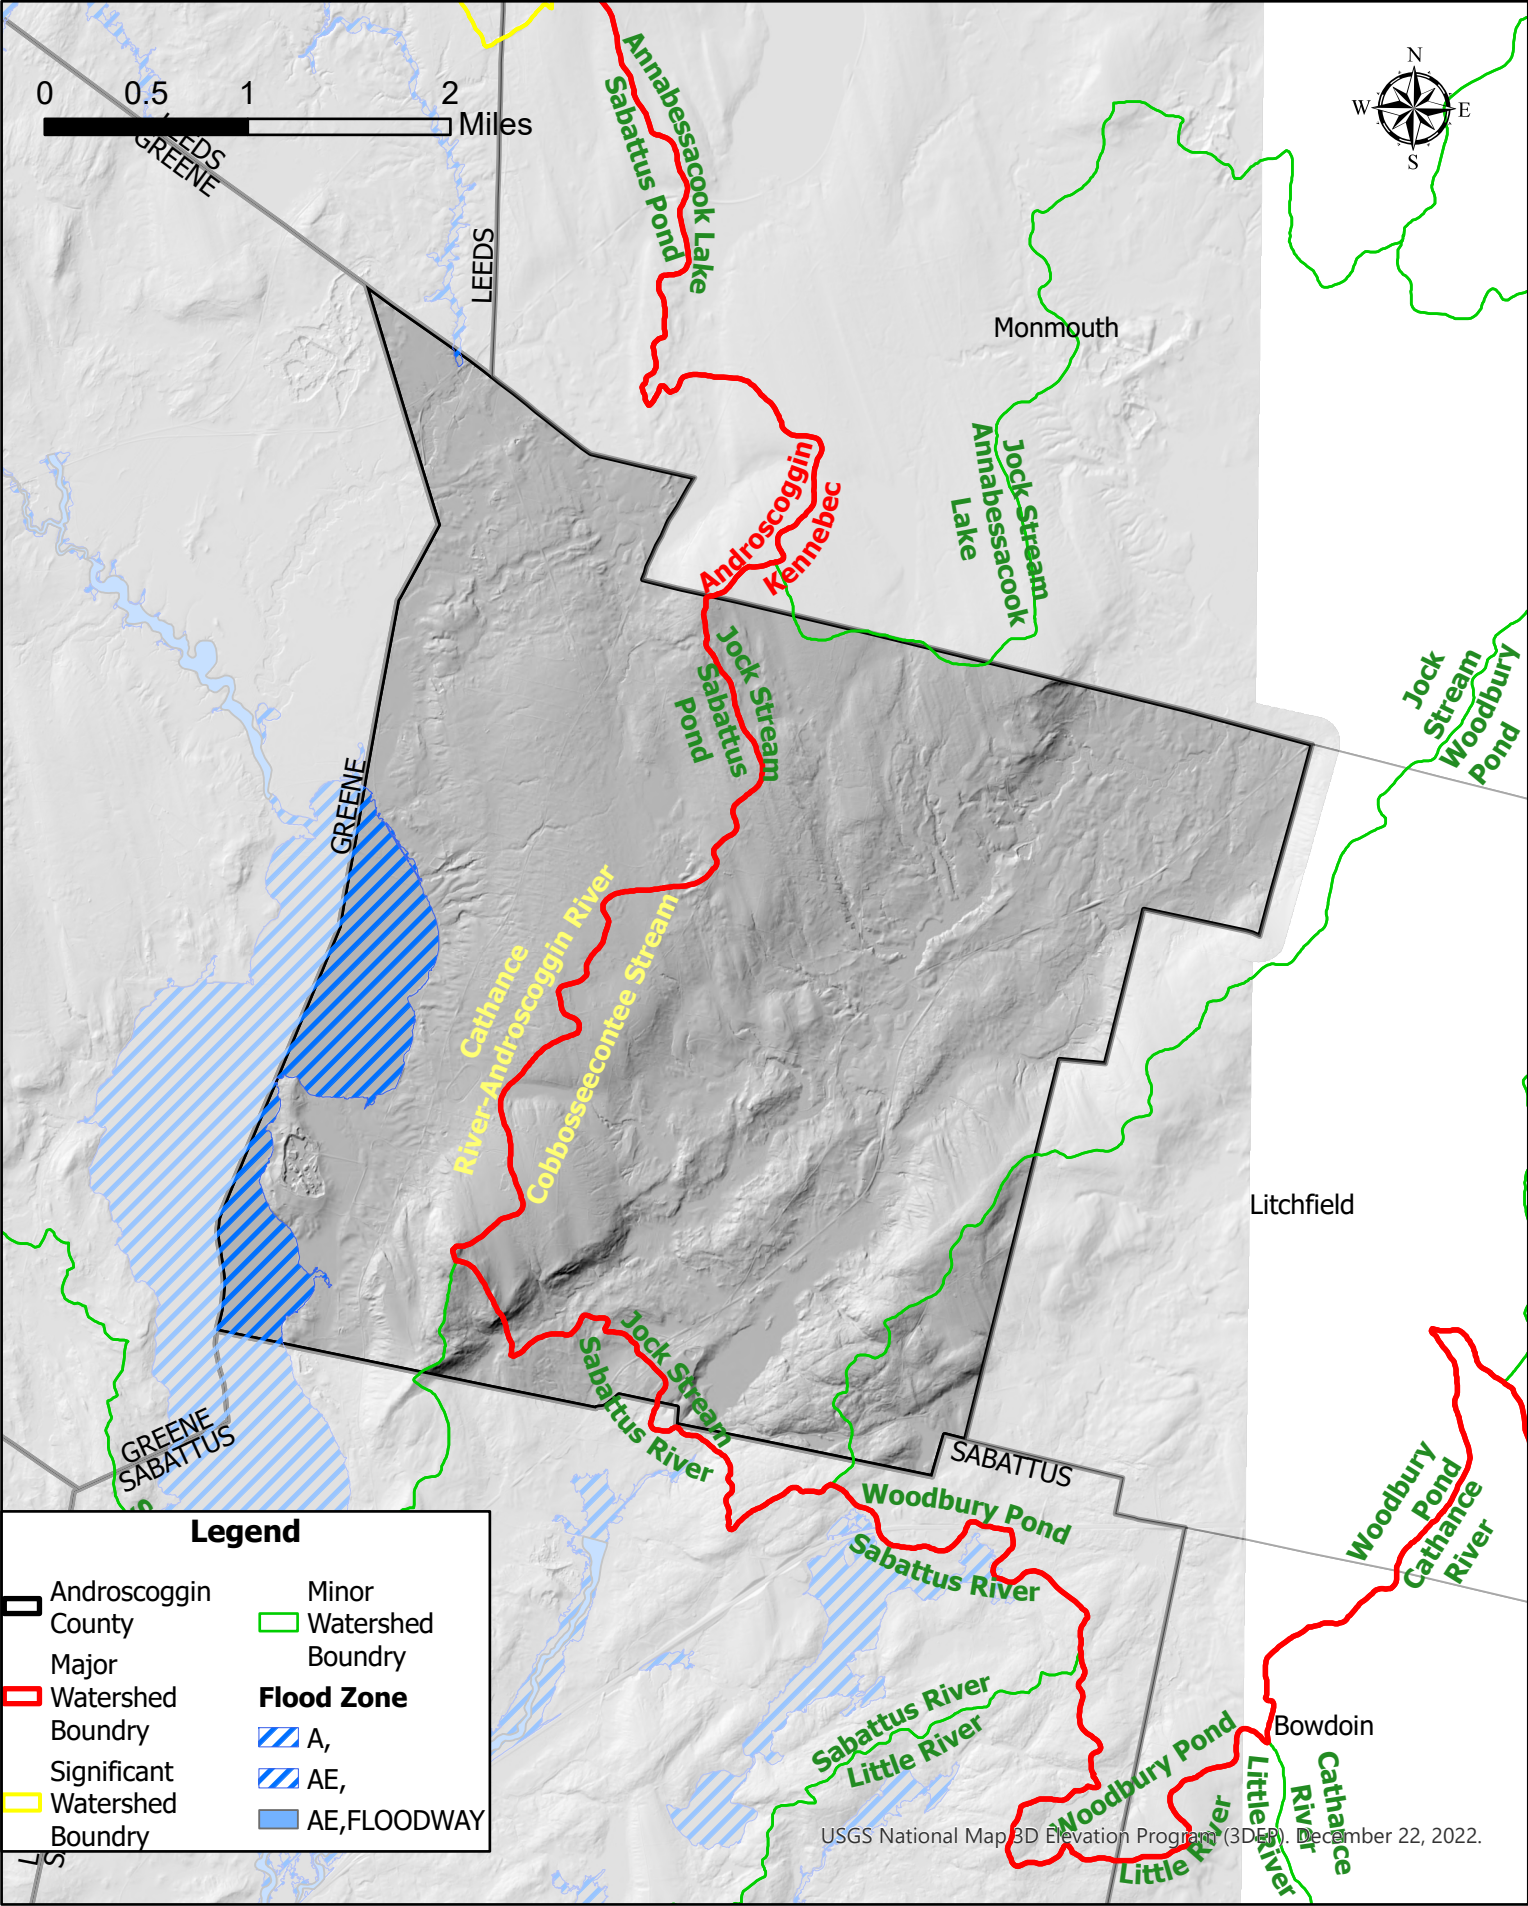 0 0.5 1 2
Miles
N
W E
S
LEEDS
GREENE
LEEDS
Annabessacook Lake
Sabattus Pond
Monmouth
Androscoggin
Kennebec
Jock Stream
Annabessacook
Lake
Jock Stream
Sabattus
Pond
Jock
Stream
Woodbury
Pond
GREENE
Cathance
River-Androscoggin River
Cobbosseecontee Stream
Litchfield
Jock Stream
Sabattus River
GREENE
SABATTUS
SABATTUS
Woodbury Pond
Sabattus River
Woodbury
Pond
Cathance
River
Sabattus River
Little River
Bowdoin
Woodbury Pond
Little River
Little River
Cathance
River
Legend
Androscoggin
County
Major
Watershed
Boundry
Significant
Watershed
Boundry
Minor
Watershed
Boundry
Flood Zone
A,
AE,
AE,FLOODWAY
USGS National Map 3D Elevation Program (3DEP). December 22, 2022.